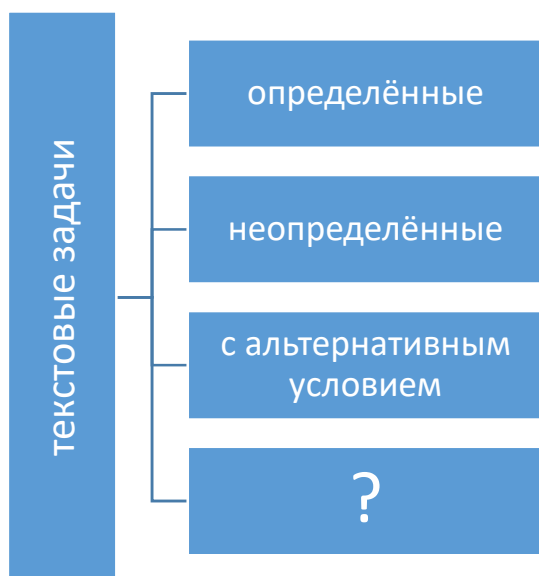 текстовые задачи
определённые
неопределённые
с альтернативным
условием
?